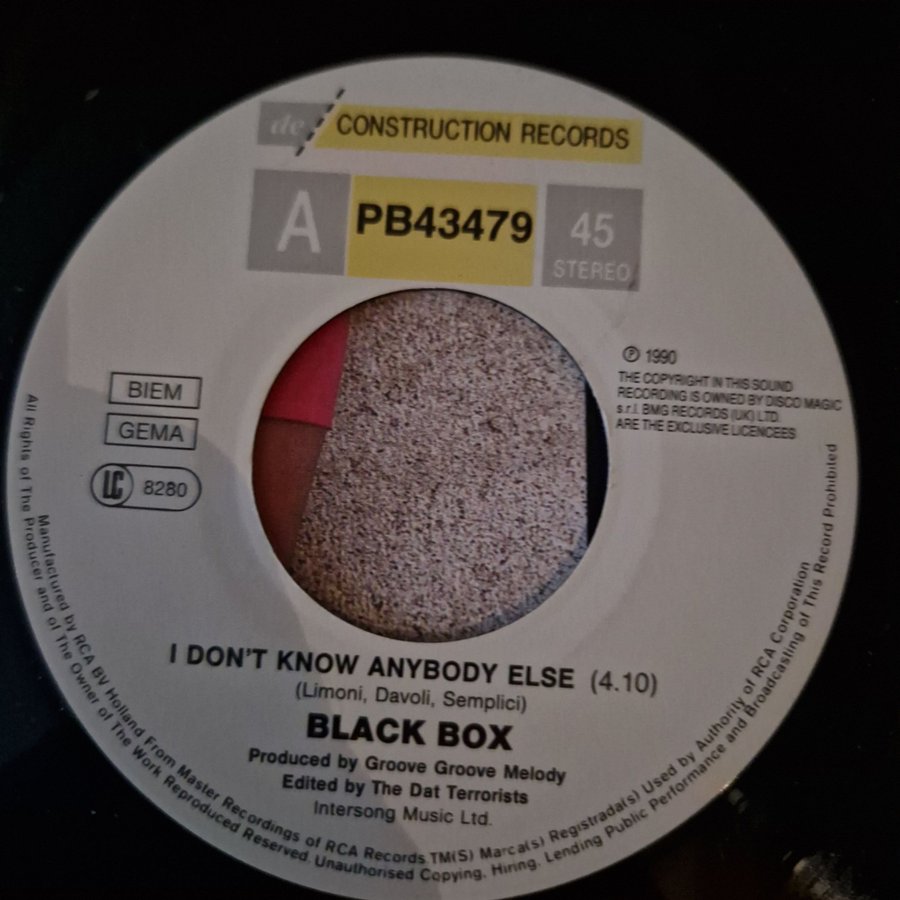 de CONSTRUCTION RECORDS
A PB43479 45
STEREO
BIEM
GEMA
LC 8280
℗ 1990
THE COPYRIGHT IN THIS SOUND
RECORDING IS OWNED BY DISCO MAGIC
s.r.l. BMG RECORDS (UK) LTD.
ARE THE EXCLUSIVE LICENCEES
I DON'T KNOW ANYBODY ELSE (4.10)
(Limoni, Davoli, Semplici)
BLACK BOX
Produced by Groove Groove Melody
Edited by The Dat Terrorists
Intersong Music Ltd.
Manufactured by RCA BV Holland From Master Recordings of RCA Records.TM(S) Marca(s) Registrada(s) Used by Authority of RCA Corporation
All Rights of The Producer and of The Owner of The Work Reproduced Reserved. Unauthorised Copying, Hiring, Lending Public Performance and Broadcasting of This Record Prohibited